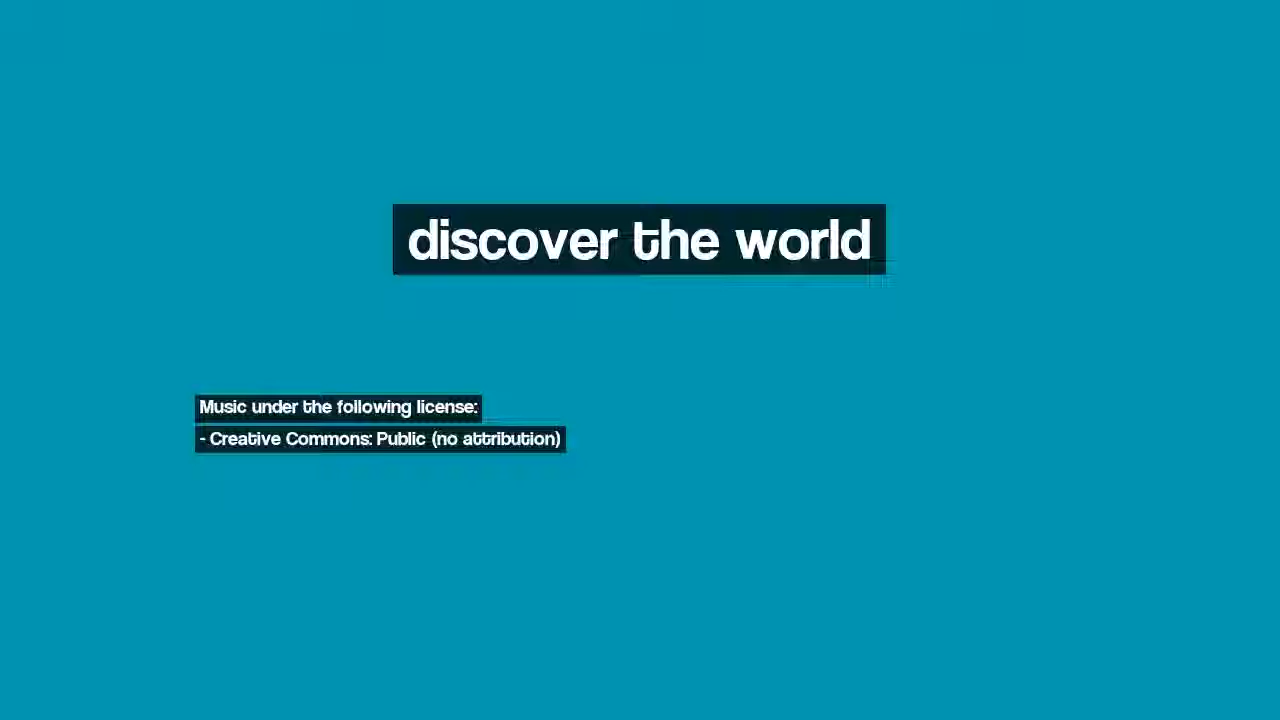 discover the world
Music under the following license:
- Creative Commons: Public (no attribution)